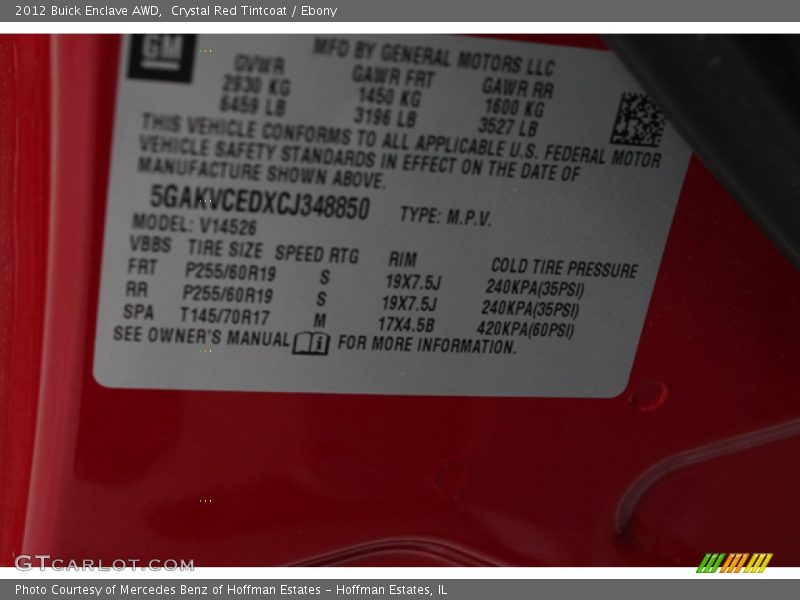 2012 Buick Enclave AWD,  Crystal Red Tintcoat / Ebony
GM
MFD BY GENERAL MOTORS LLC
GVWR GAWR FRT GAWR RR
2930 KG 1450 KG 1600 KG
6459 LB 3196 LB 3527 LB
THIS VEHICLE CONFORMS TO ALL APPLICABLE U.S. FEDERAL MOTOR
VEHICLE SAFETY STANDARDS IN EFFECT ON THE DATE OF
MANUFACTURE SHOWN ABOVE.
5GAKVCEDXCJ348850 TYPE: M.P.V.
MODEL: V14526
VBBS TIRE SIZE SPEED RTG RIM COLD TIRE PRESSURE
FRT P255/60R19 S 19X7.5J 240KPA(35PSI)
RR P255/60R19 S 19X7.5J 240KPA(35PSI)
SPA T145/70R17 M 17X4.5B 420KPA(60PSI)
SEE OWNER'S MANUAL FOR MORE INFORMATION.
GTCARLOT.COM
Photo Courtesy of Mercedes Benz of Hoffman Estates - Hoffman Estates, IL